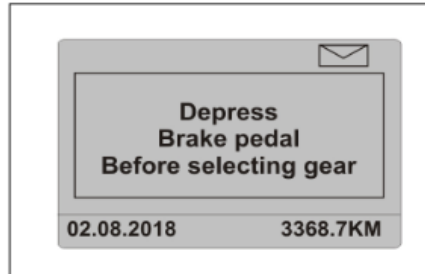 Depress
Brake pedal
Before selecting gear
02.08.2018 3368.7KM